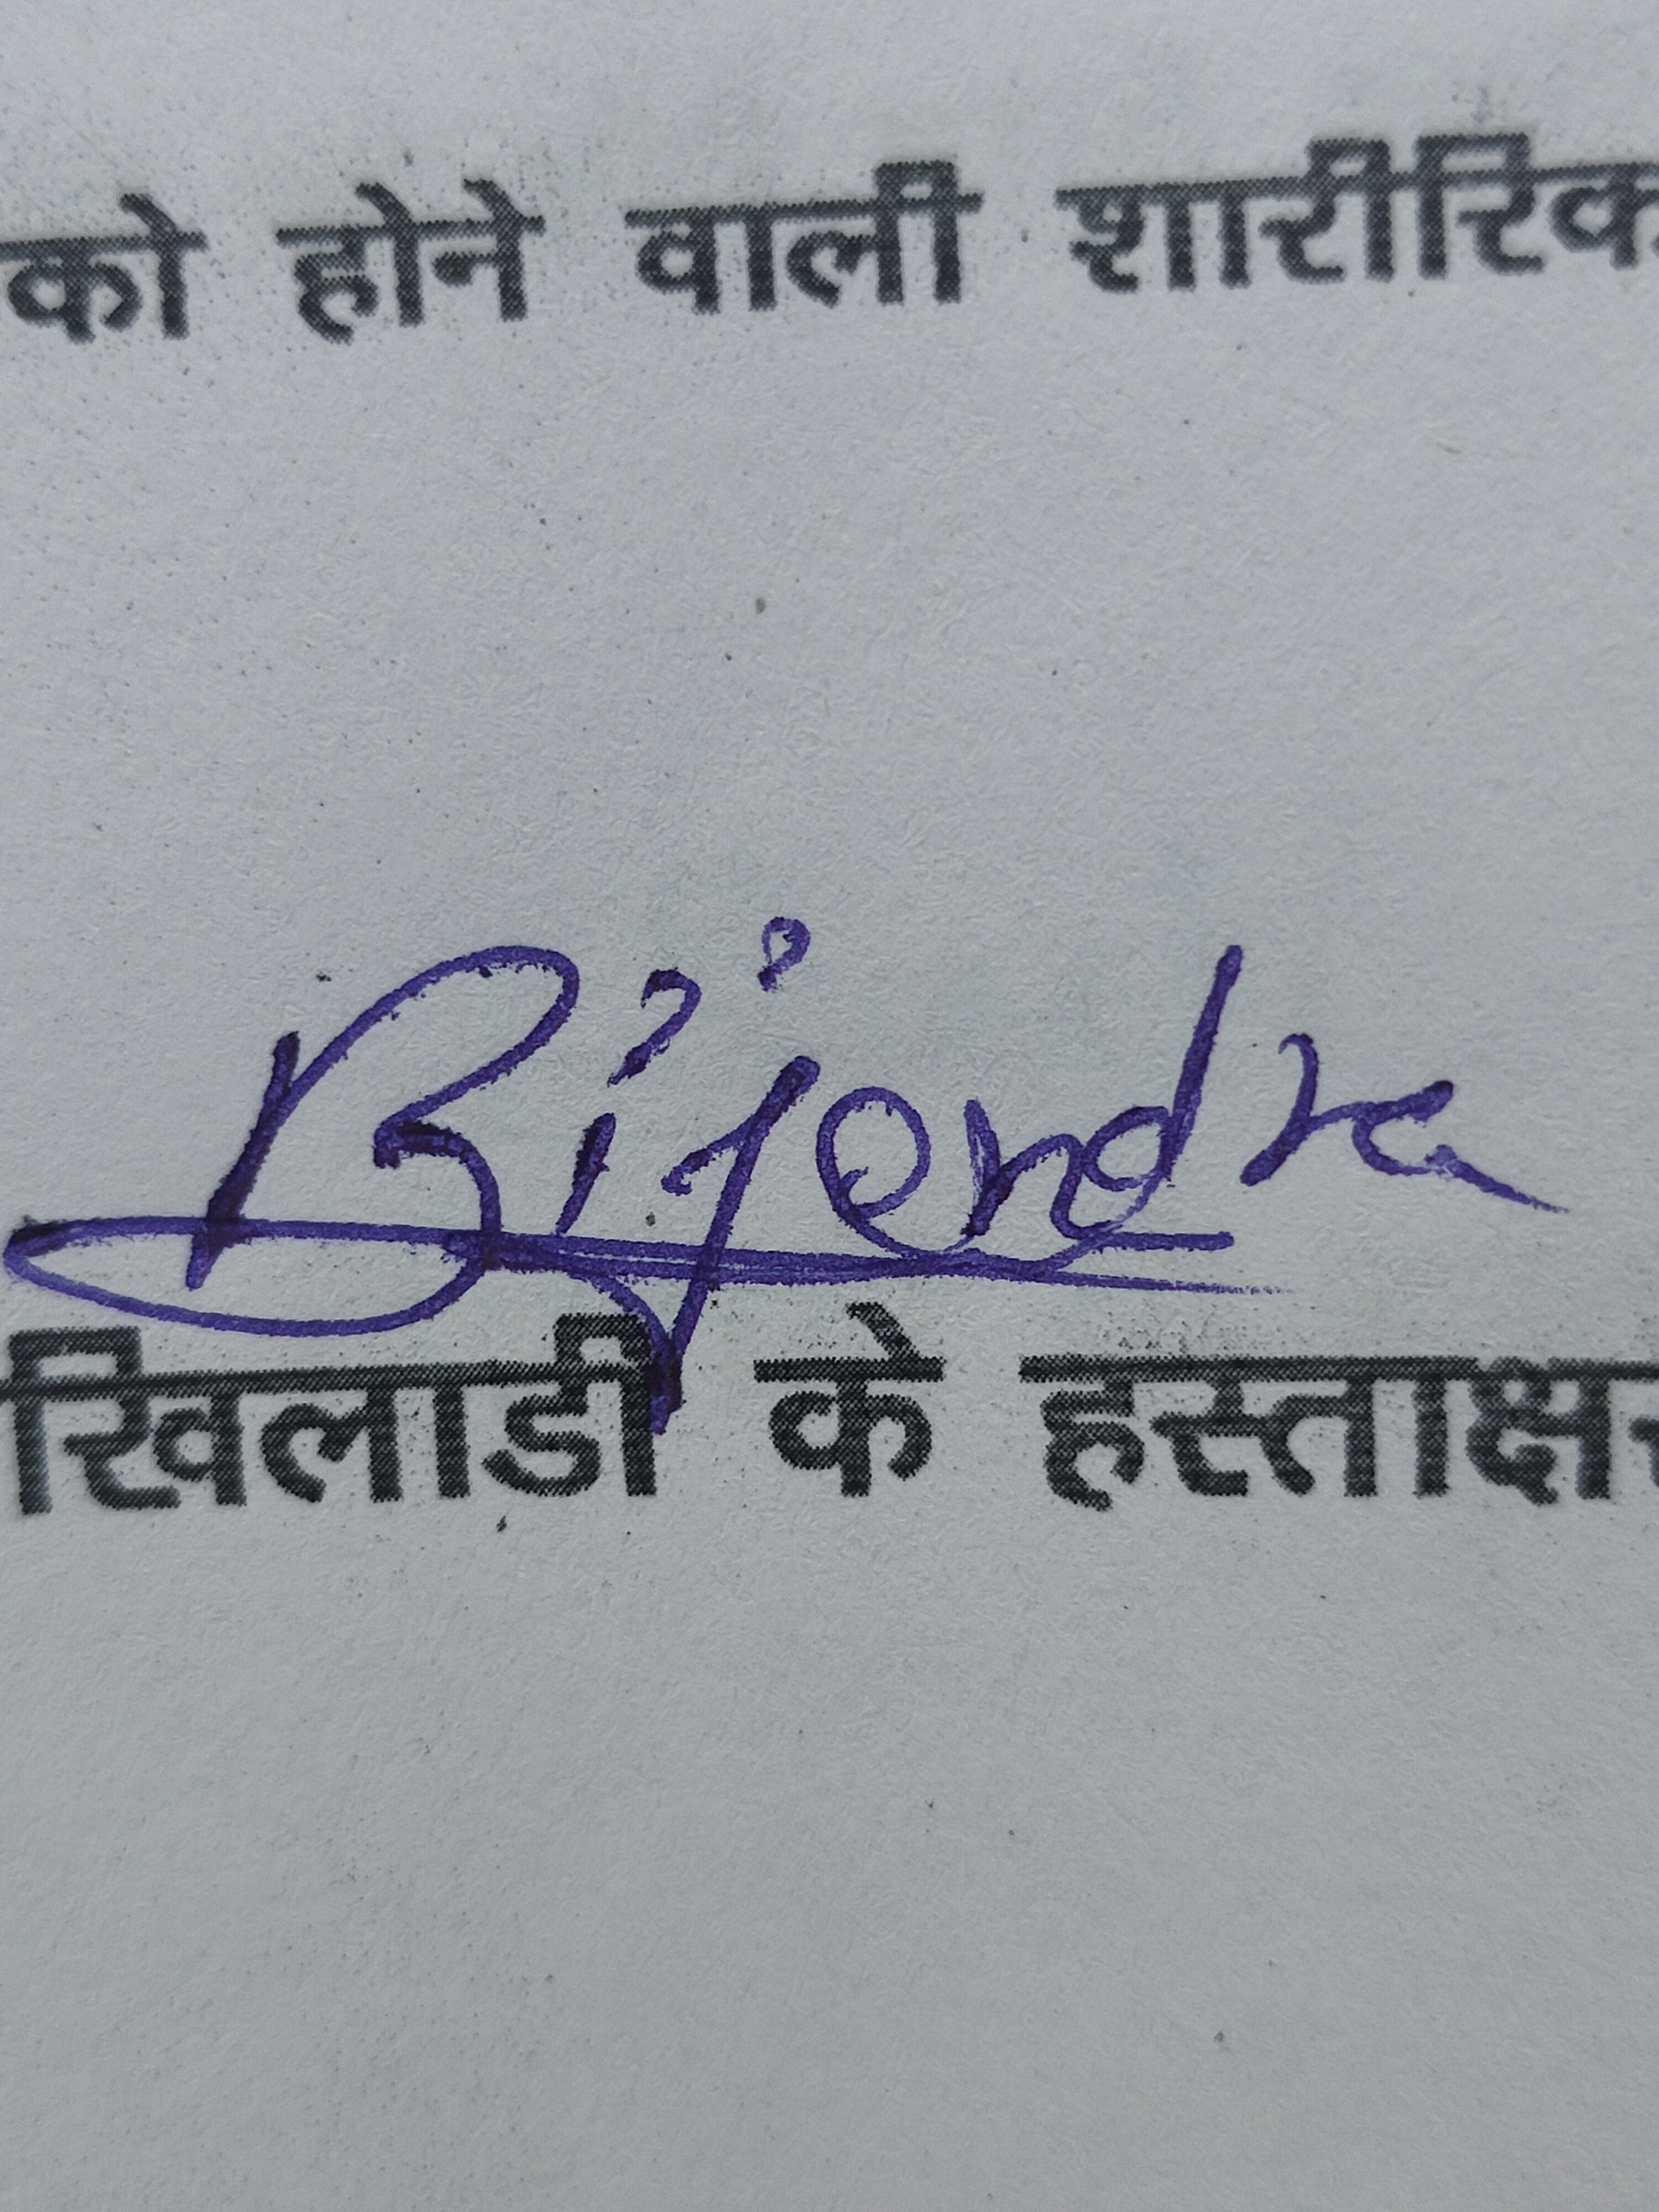 को होने वाली शारीरिक
Bijendra
खिलाडी के हस्ताक्षर